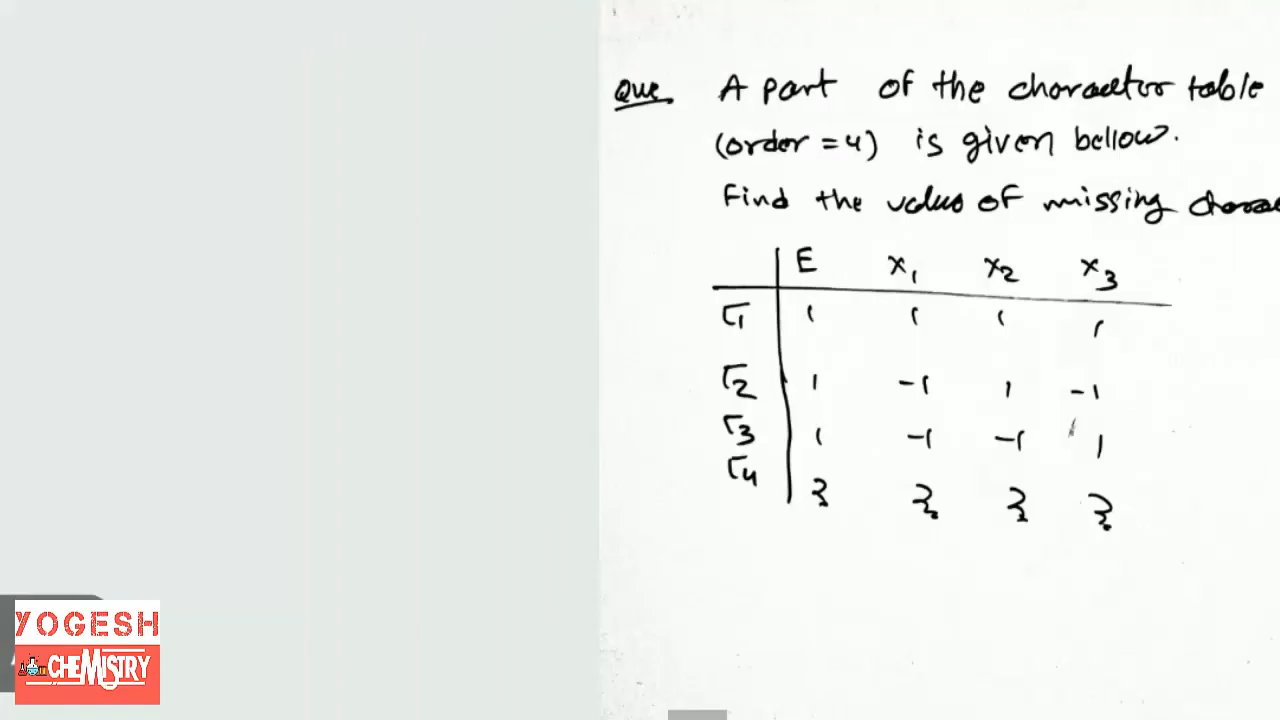 Que. A part of the character table
(order = 4) is given bellow.
Find the value of missing
E x1 x2 x3
Γ1 1 1 1 1
Γ2 1 -1 1 -1
Γ3 1 -1 -1 1
Γ4 ? ? ? ?
YOGESH
CHEMISTRY